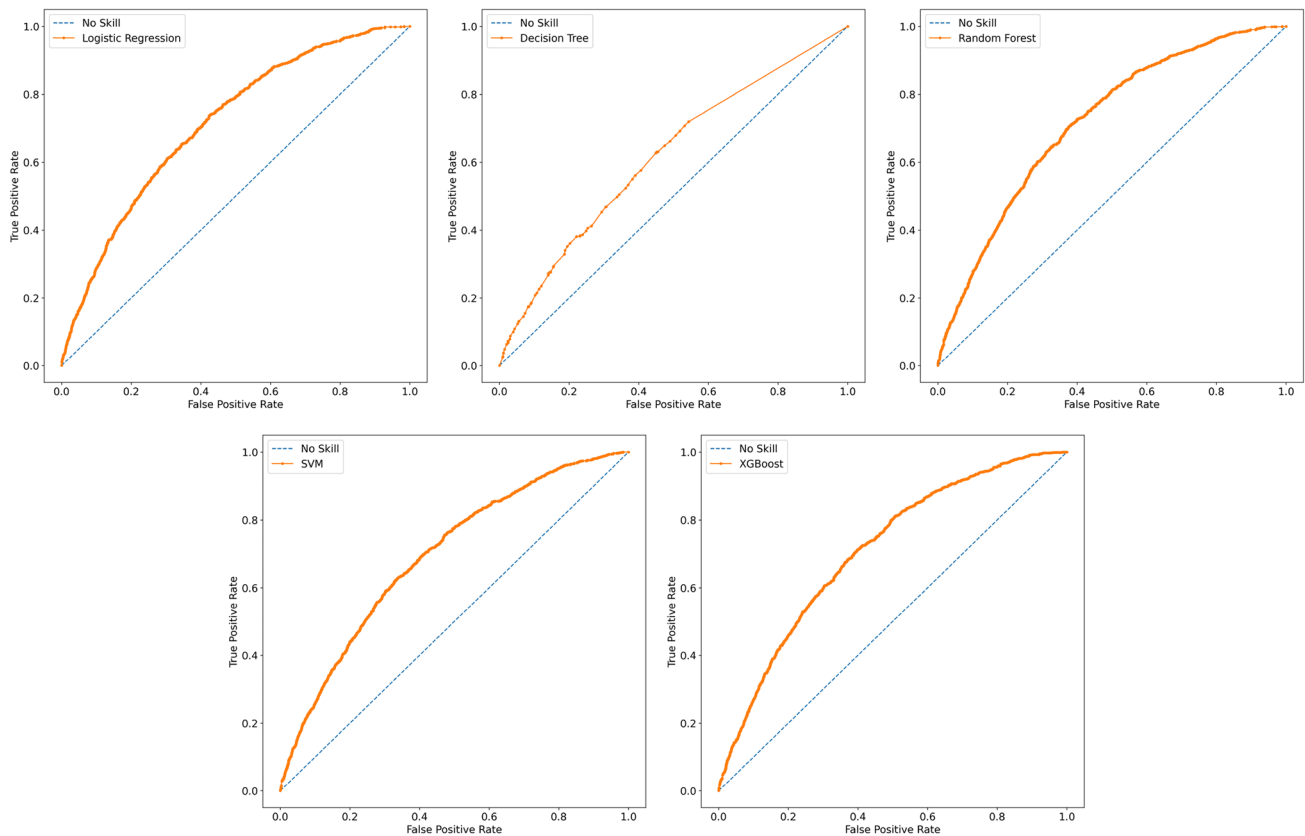 No Skill
Logistic Regression
True Positive Rate
1.0
0.8
0.6
0.4
0.2
0.0
0.0 0.2 0.4 0.6 0.8 1.0
False Positive Rate
No Skill
Decision Tree
True Positive Rate
1.0
0.8
0.6
0.4
0.2
0.0
0.0 0.2 0.4 0.6 0.8 1.0
False Positive Rate
No Skill
Random Forest
True Positive Rate
1.0
0.8
0.6
0.4
0.2
0.0
0.0 0.2 0.4 0.6 0.8 1.0
False Positive Rate
No Skill
SVM
True Positive Rate
1.0
0.8
0.6
0.4
0.2
0.0
0.0 0.2 0.4 0.6 0.8 1.0
False Positive Rate
No Skill
XGBoost
True Positive Rate
1.0
0.8
0.6
0.4
0.2
0.0
0.0 0.2 0.4 0.6 0.8 1.0
False Positive Rate